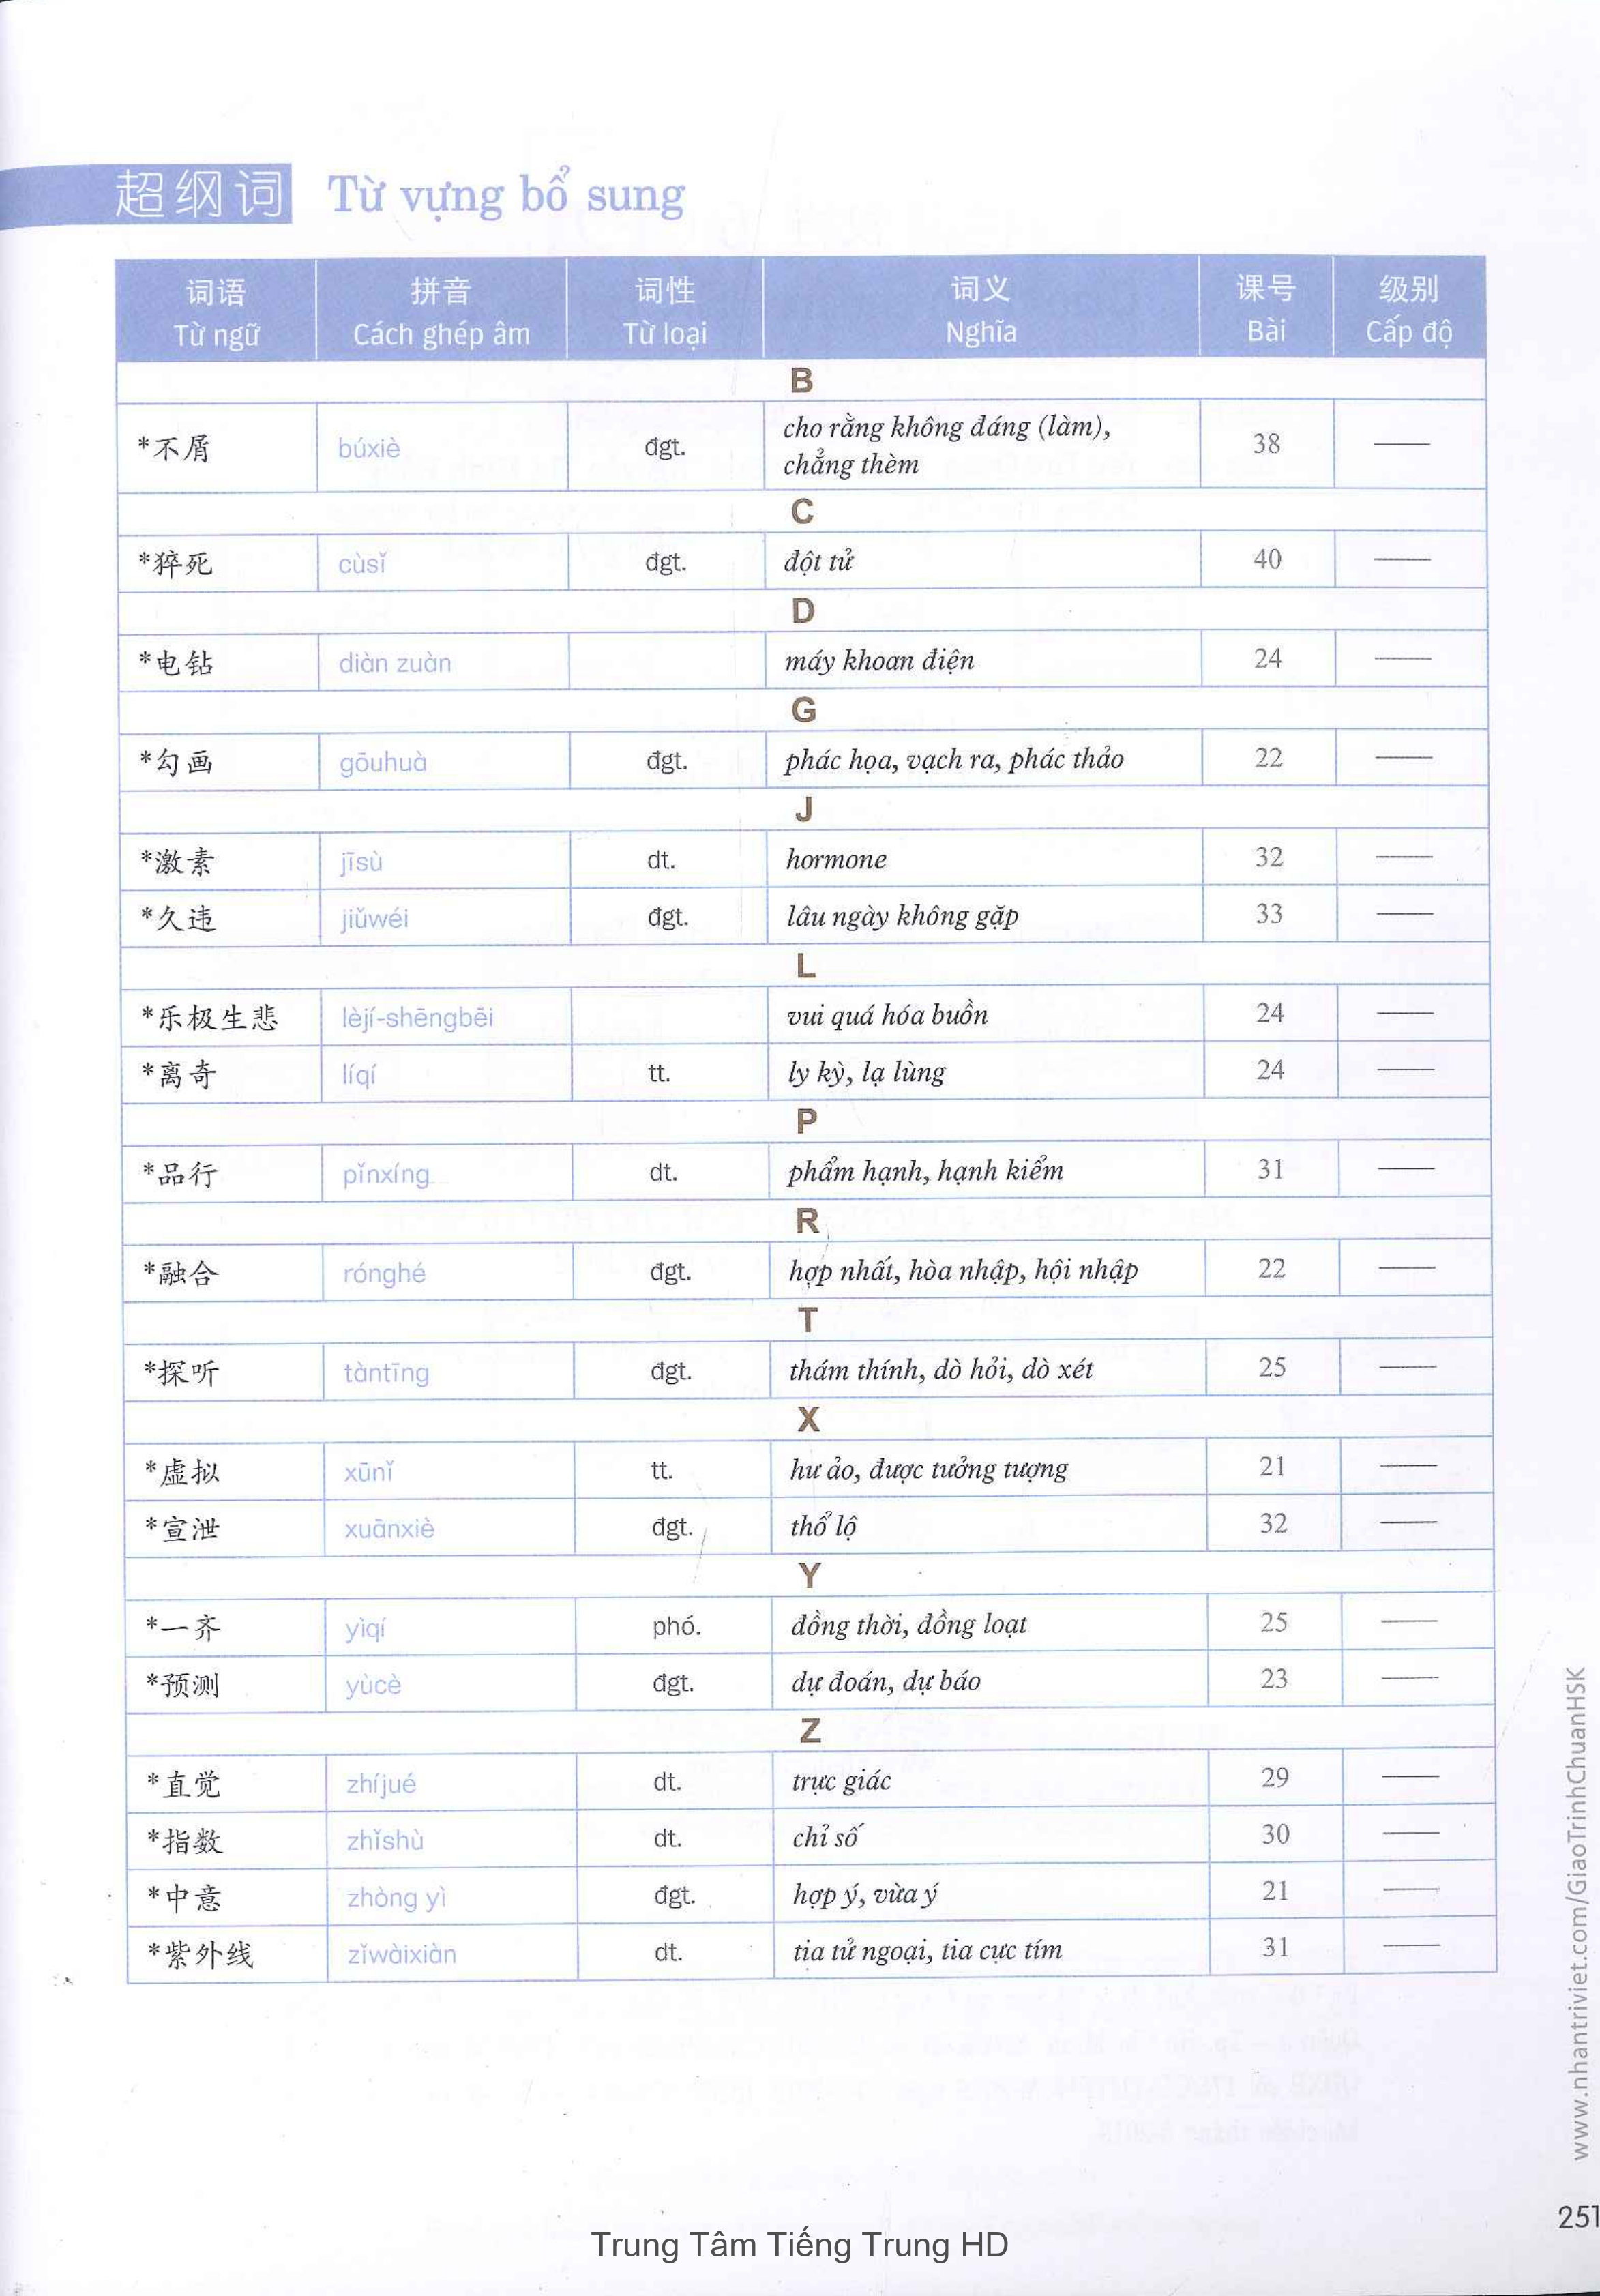 超纲词 Từ vựng bổ sung
词语 拼音 词性 词义 课号 级别
Từ ngữ Cách ghép âm Từ loại Nghĩa Bài Cấp độ
B
*不屑 búxiè đgt. cho rằng không đáng (làm), 38 ——
chẳng thèm
C
*猝死 cùsǐ đgt. đột tử 40 ——
D
*电钻 diàn zuàn máy khoan điện 24 ——
G
*勾画 gōuhuà đgt. phác họa, vạch ra, phác thảo 22 ——
J
*激素 jīsù dt. hormone 32 ——
*久违 jiǔwéi đgt. lâu ngày không gặp 33 ——
L
*乐极生悲 lèjí-shēngbēi vui quá hóa buồn 24 ——
*离奇 líqí tt. ly kỳ, lạ lùng 24 ——
P
*品行 pǐnxíng dt. phẩm hạnh, hạnh kiểm 31 ——
R
*融合 rónghé đgt. hợp nhất, hòa nhập, hội nhập 22 ——
T
*探听 tàntīng đgt. thám thính, dò hỏi, dò xét 25 ——
X
*虚拟 xūnǐ tt. hư ảo, được tưởng tượng 21 ——
*宣泄 xuānxiè đgt. thổ lộ 32 ——
Y
*一齐 yìqí phó. đồng thời, đồng loạt 25 ——
*预测 yùcè đgt. dự đoán, dự báo 23 ——
Z
*直觉 zhíjué dt. trực giác 29 ——
*指数 zhǐshù dt. chỉ số 30 ——
*中意 zhòng yì đgt. hợp ý, vừa ý 21 ——
*紫外线 zǐwàixiàn dt. tia tử ngoại, tia cực tím 31 ——
www.nhantriviet.com/GiaoTrinhChuanHSK
251
Trung Tâm Tiếng Trung HD